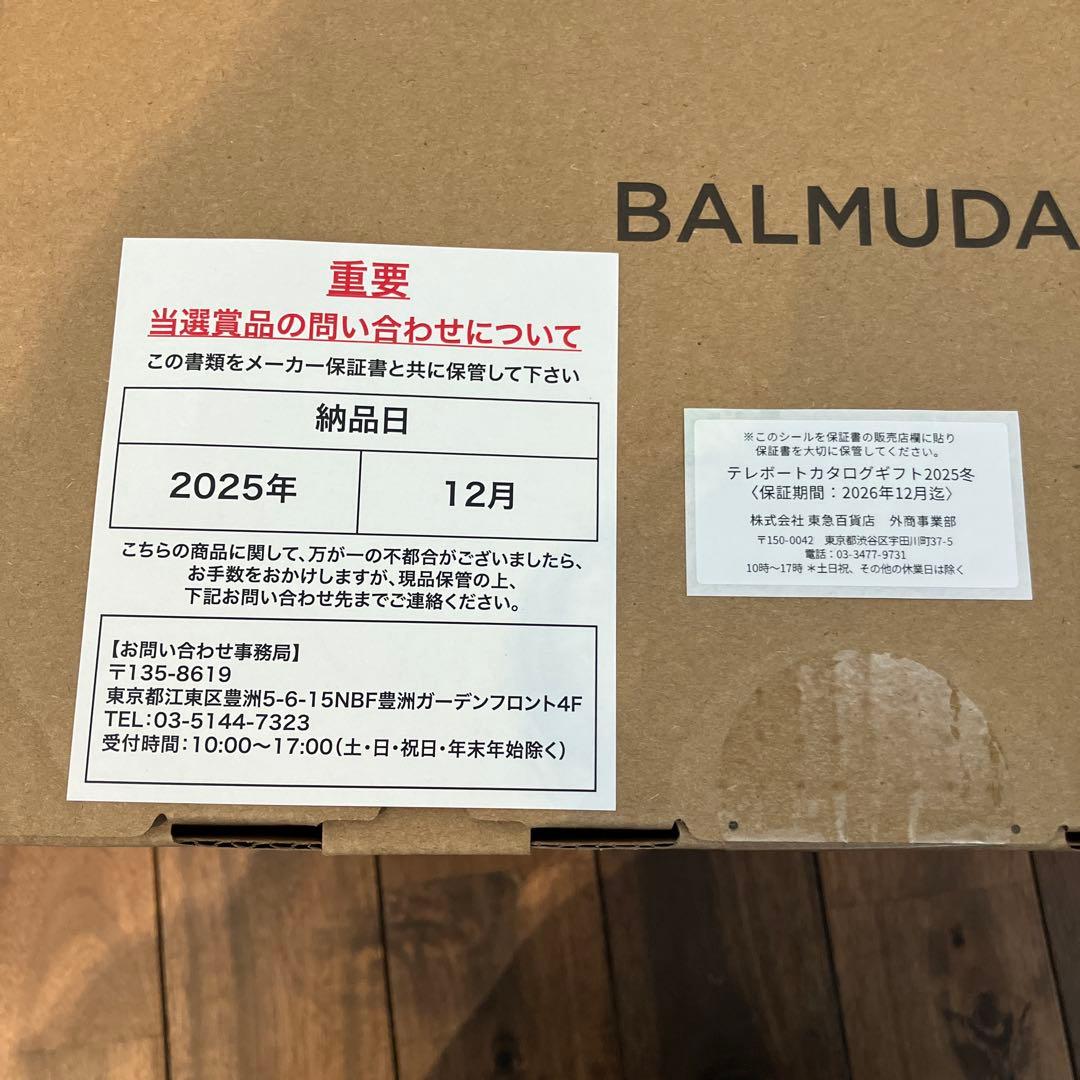 BALMUDA
重要
当選賞品の問い合わせについて
この書類をメーカー保証書と共に保管して下さい
納品日
2025年
12月
こちらの商品に関して、万が一の不都合がございましたら、
お手数をおかけしますが、現品保管の上、
下記お問い合わせ先までご連絡ください。
【お問い合わせ事務局】
〒135-8619
東京都江東区豊洲5-6-15NBF豊洲ガーデンフロント4F
TEL:03-5144-7323
受付時間:10:00〜17:00(土・日・祝日・年末年始除く)
※このシールを保証書の販売店欄に貼り
保証書を大切に保管してください。
テレボートカタログギフト2025冬
〈保証期間:2026年12月迄〉
株式会社 東急百貨店 外商事業部
〒150-0042 東京都渋谷区宇田川町37-5
電話:03-3477-9731
10時〜17時 *土日祝、その他の休業日は除く